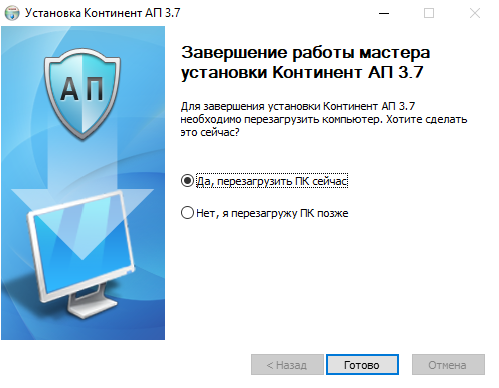 Установка Континент АП 3.7
АП
Завершение работы мастера
установки Континент АП 3.7
Для завершения установки Континент АП 3.7
необходимо перезагрузить компьютер. Хотите сделать
это сейчас?
Да, перезагрузить ПК сейчас
Нет, я перезагружу ПК позже
< Назад
Готово
Отмена